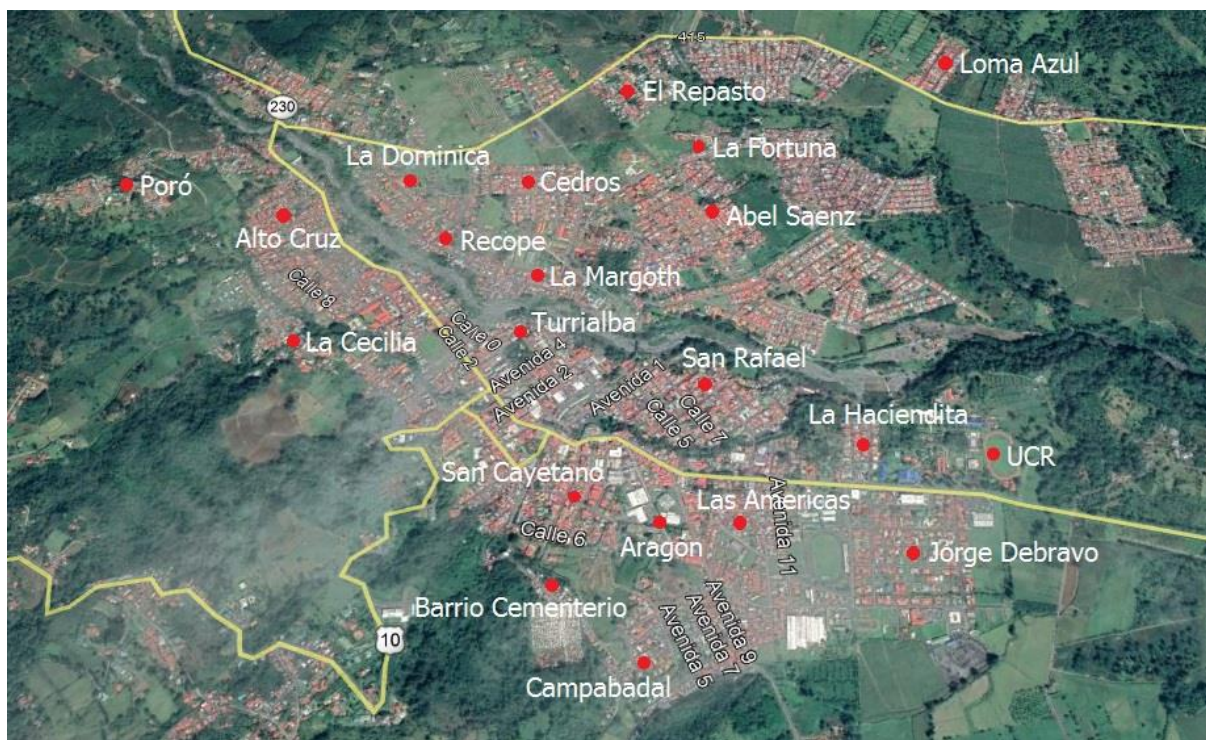 415
Loma Azul
El Repasto
230
La Fortuna
La Dominica
Cedros
Poró
Abel Saenz
Alto Cruz
Recope
La Margoth
Calle 8
Turrialba
Calle 0
La Cecilia
Calle 2
Avenida 4
San Rafael
Avenida 2
Avenida 1
Calle 7
Calle 5
La Haciendita
UCR
San Cayetano
Las Americas
Avenida 11
Calle 6
Aragon
Jorge Debravo
Barrio Cementerio
Avenida 9
Avenida 7
Avenida 5
10
Campabadal